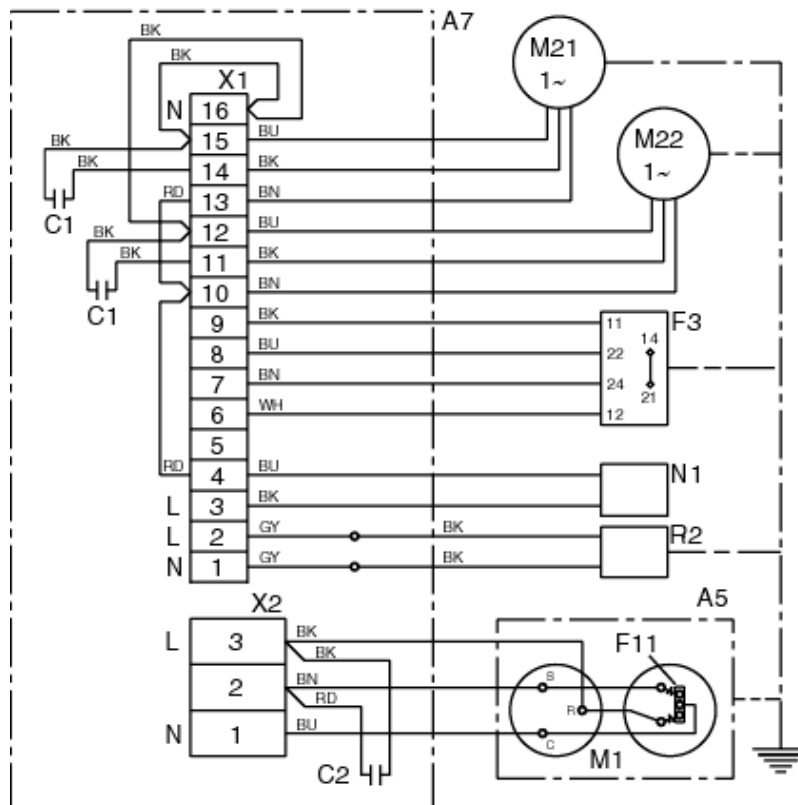 BK
A7
BK
M21
1~
X1
N 16
15 BU
BK
14 BK
BK
M22
1~
C1
RD 13 BN
12 BU
BK
11 BK
10 BN
C1
9 BK 11 F3
14
8 BU 22
7 BN 24
21
6 WH 12
5
RD 4 BU N1
L 3 BK
L 2 GY BK R2
N 1 GY BK
X2 A5
L 3 BK F11
BK
2 BN S
RD
R
N 1 BU C
C2 M1